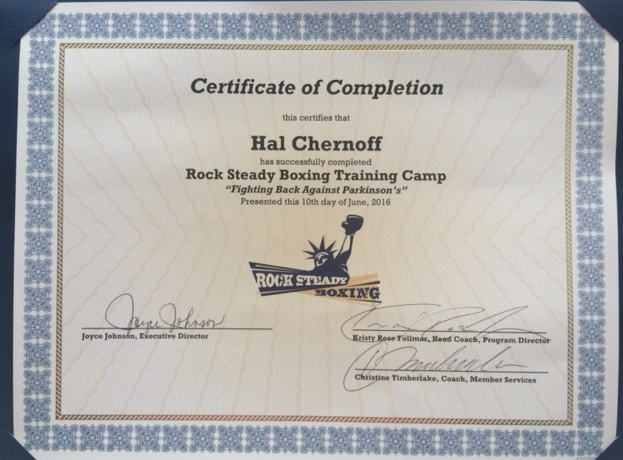 Certificate of Completion
this certifies that
Hal Chernoff
has successfully completed
Rock Steady Boxing Training Camp
"Fighting Back Against Parkinson's"
Presented this 10th day of June, 2016
ROCK STEADY
BOXING
Joyce Johnson
Joyce Johnson, Executive Director
Kristy Rose Follmar, Head Coach, Program Director
Christine Timberlake, Coach, Member Services